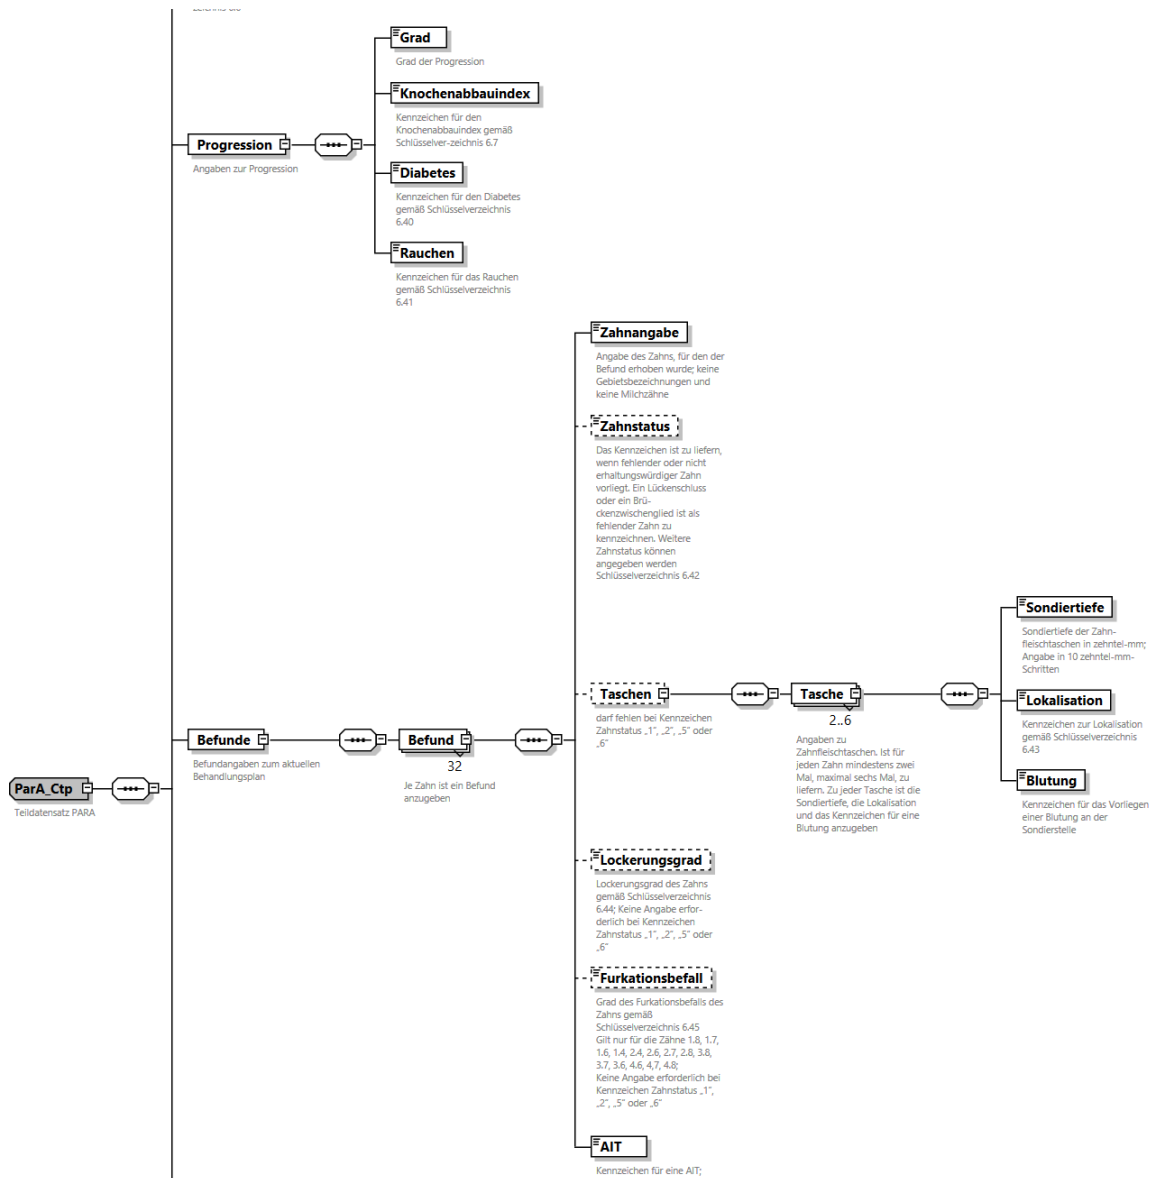 Grad
Grad der Progression
Knochenabbauindex
Kennzeichen für den
Knochenabbauindex gemäß
Schlüsselver-zeichnis 6.7
Progression
Angaben zur Progression
Diabetes
Kennzeichen für den Diabetes
gemäß Schlüsselverzeichnis
6.40
Rauchen
Kennzeichen für das Rauchen
gemäß Schlüsselverzeichnis
6.41
Zahnangabe
Angabe des Zahns, für den der
Befund erhoben wurde; keine
Gebietsbezeichnungen und
keine Milchzähne
Zahnstatus
Das Kennzeichen ist zu liefern,
wenn fehlender oder nicht
erhaltungswürdiger Zahn
vorliegt. Ein Lückenschluss
oder ein Brü-
ckenzwischenglied ist als
fehlender Zahn zu
kennzeichnen. Weitere
Zahnstatus können
angegeben werden
Schlüsselverzeichnis 6.42
Sondiertiefe
Sondiertiefe der Zahn-
fleischtaschen in zehntel-mm;
Angabe in 10 zehntel-mm-
Schritten
Taschen
darf fehlen bei Kennzeichen
Zahnstatus „1“, „2“, „5“ oder
„6“
Tasche
2..6
Angaben zu
Zahnfleischtaschen. Ist für
jeden Zahn mindestens zwei
Mal, maximal sechs Mal, zu
liefern. Zu jeder Tasche ist die
Sondiertiefe, die Lokalisation
und das Kennzeichen für eine
Blutung anzugeben
Lokalisation
Kennzeichen zur Lokalisation
gemäß Schlüsselverzeichnis
6.43
Blutung
Kennzeichen für das Vorliegen
einer Blutung an der
Sondierstelle
Befunde
Befundangaben zum aktuellen
Behandlungsplan
Befund
32
Je Zahn ist ein Befund
anzugeben
ParA_Ctp
Teildatensatz PARA
Lockerungsgrad
Lockerungsgrad des Zahns
gemäß Schlüsselverzeichnis
6.44; Keine Angabe erfor-
derlich bei Kennzeichen
Zahnstatus „1“, „2“, „5“ oder
„6“
Furkationsbefall
Grad des Furkationsbefalls des
Zahns gemäß
Schlüsselverzeichnis 6.45
Gilt nur für die Zähne 1.8, 1.7,
1.6, 1.4, 2.4, 2.6, 2.7, 2.8, 3.8,
3.7, 3.6, 4.6, 4,7, 4.8;
Keine Angabe erforderlich bei
Kennzeichen Zahnstatus „1“,
„2“, „5“ oder „6“
AIT
Kennzeichen für eine AIT;